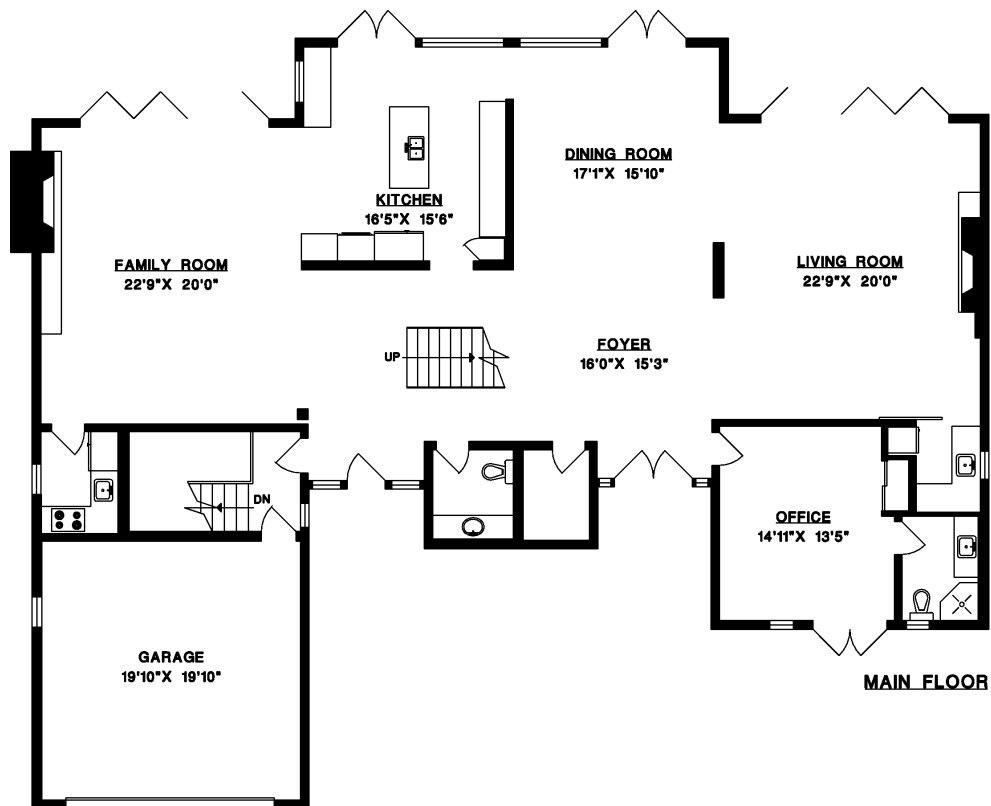 DINING ROOM
17'1"X 15'10"
KITCHEN
16'5"X 15'6"
FAMILY ROOM
22'9"X 20'0"
LIVING ROOM
22'9"X 20'0"
UP
FOYER
16'0"X 15'3"
DN
OFFICE
14'11"X 13'5"
GARAGE
19'10"X 19'10"
MAIN FLOOR